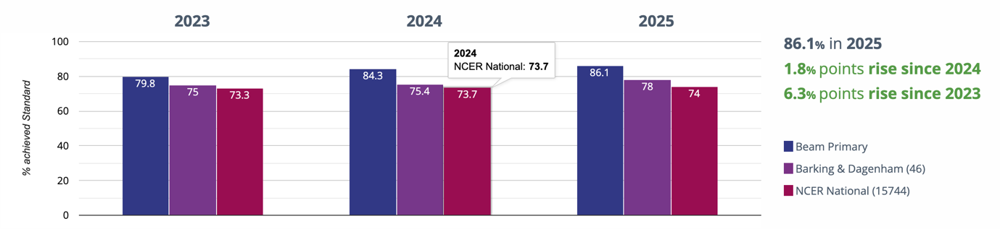 2023
2024
2025
% achieved Standard
100
80
60
40
20
0
79.8
75
73.3
84.3
75.4
73.7
86.1
78
74
2024
NCER National: 73.7
86.1% in 2025
1.8% points rise since 2024
6.3% points rise since 2023
Beam Primary
Barking & Dagenham (46)
NCER National (15744)